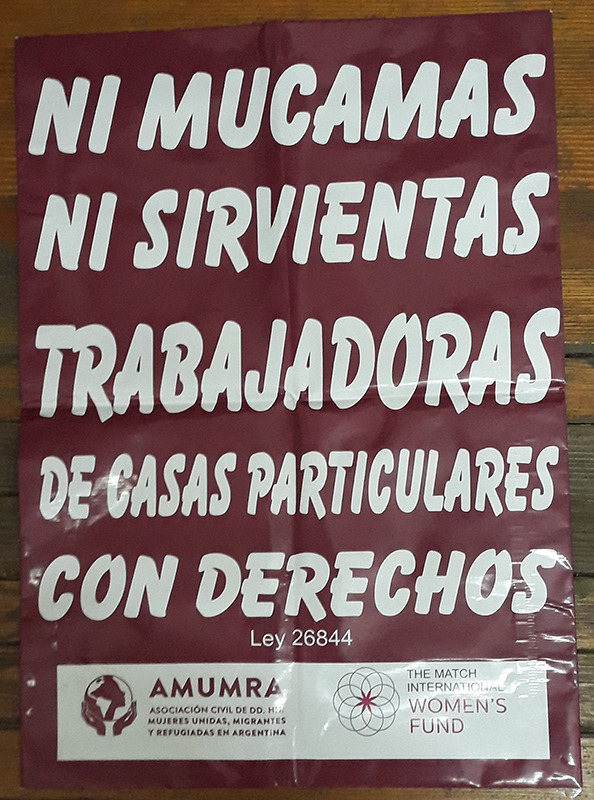 NI MUCAMAS
NI SIRVIENTAS
TRABAJADORAS
DE CASAS PARTICULARES
CON DERECHOS
Ley 26844
AMUMRA
ASOCIACIÓN CIVIL DE DD. HH.
MUJERES UNIDAS, MIGRANTES
Y REFUGIADAS EN ARGENTINA
THE MATCH
INTERNATIONAL
WOMEN'S
FUND